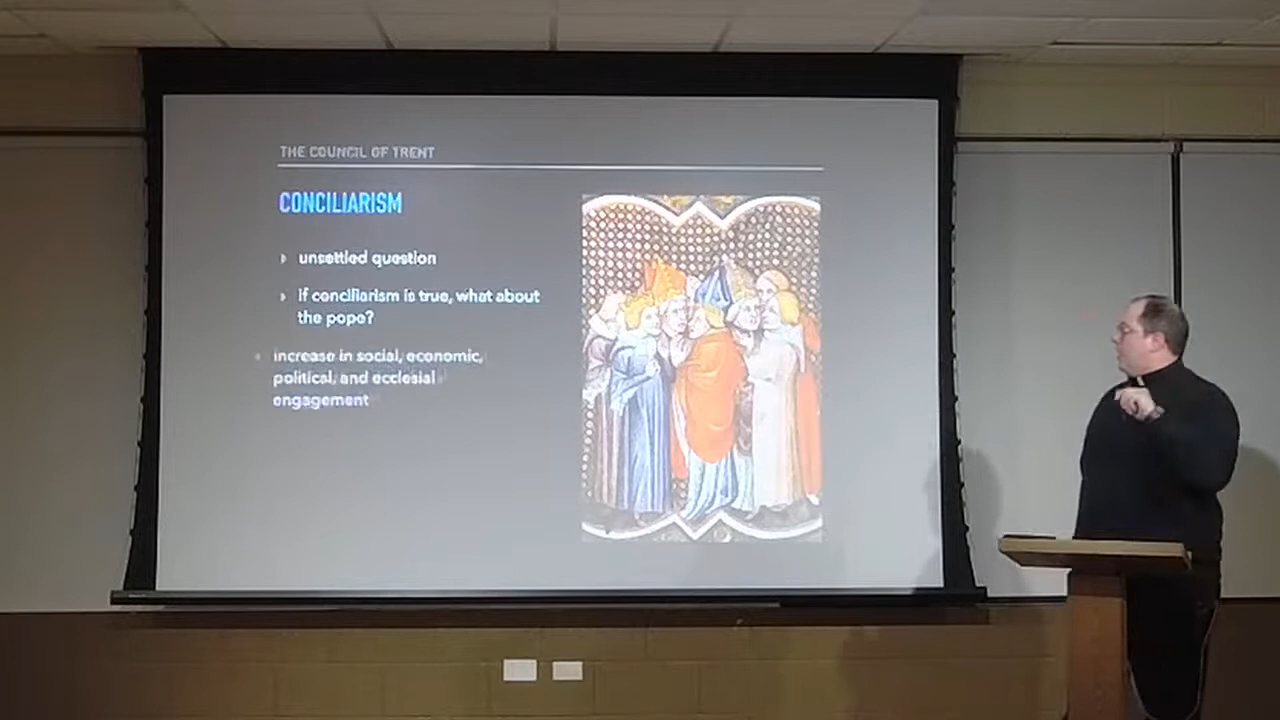 THE COUNCIL OF TRENT
CONCILIARISM
unsettled question
If conciliarism is true, what about
the pope?
increase in social, economic,
political, and ecclesial
engagement